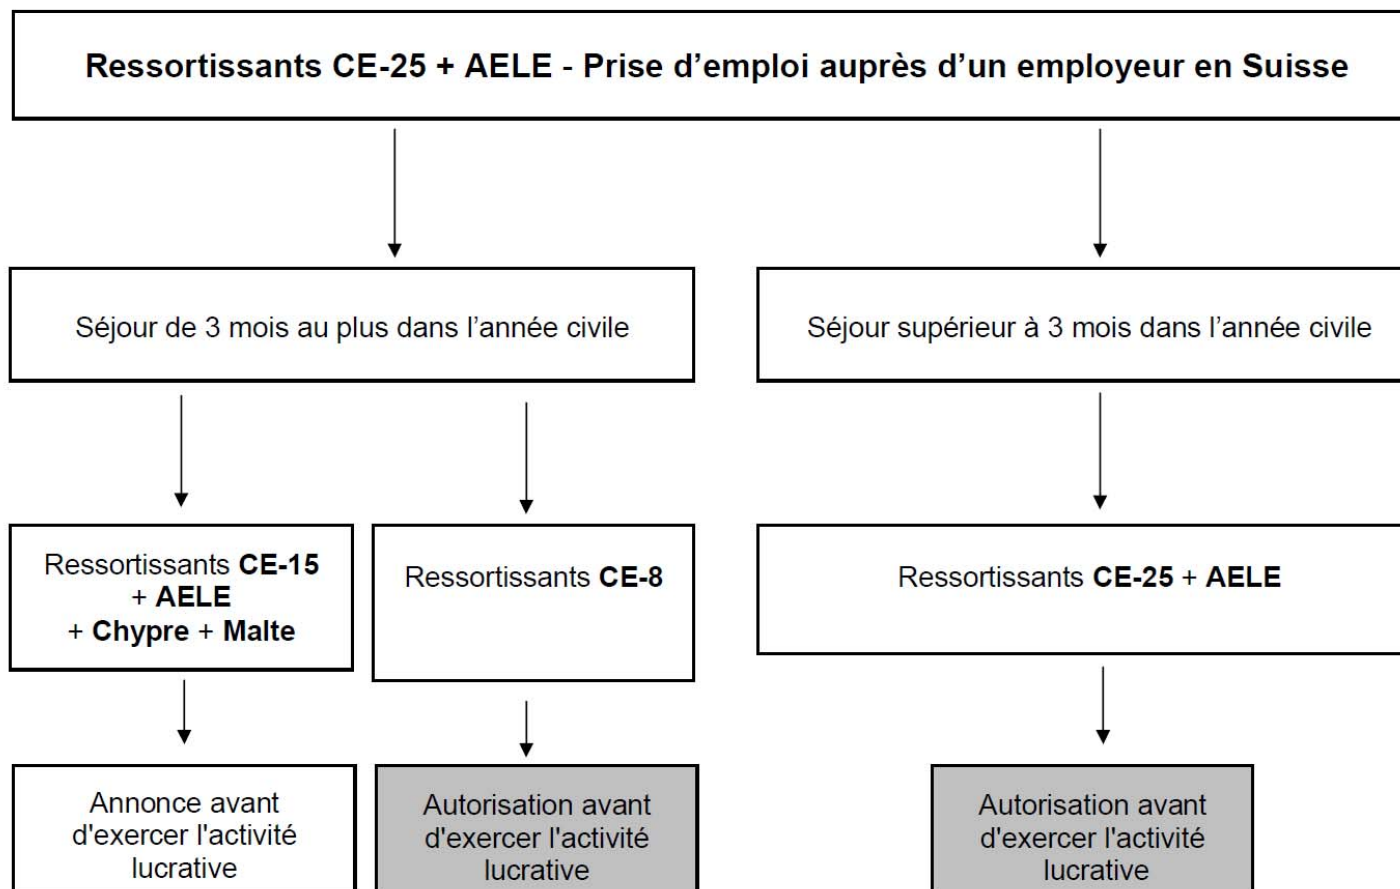 Ressortissants CE-25 + AELE - Prise d’emploi auprès d’un employeur en Suisse
Séjour de 3 mois au plus dans l’année civile
Séjour supérieur à 3 mois dans l’année civile
Ressortissants CE-15
+ AELE
+ Chypre + Malte
Ressortissants CE-8
Ressortissants CE-25 + AELE
Annonce avant
d'exercer l'activité
lucrative
Autorisation avant
d'exercer l'activité
lucrative
Autorisation avant
d'exercer l'activité
lucrative